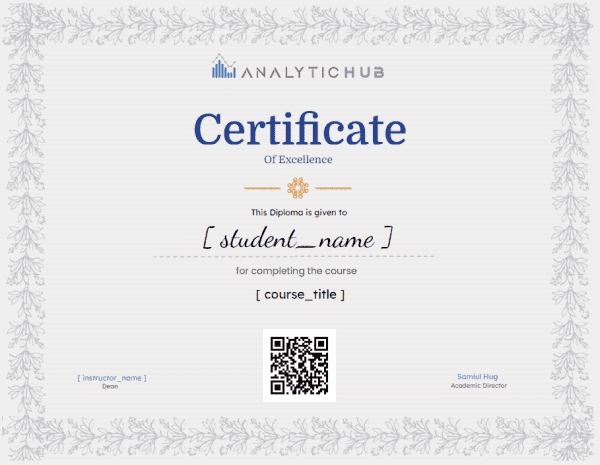 ANALYTICHUB
Certificate
Of Excellence
This Diploma is given to
[ student_name ]
for completing the course
[ course_title ]
[ instructor_name ]
Dean
Samiul Huq
Academic Director